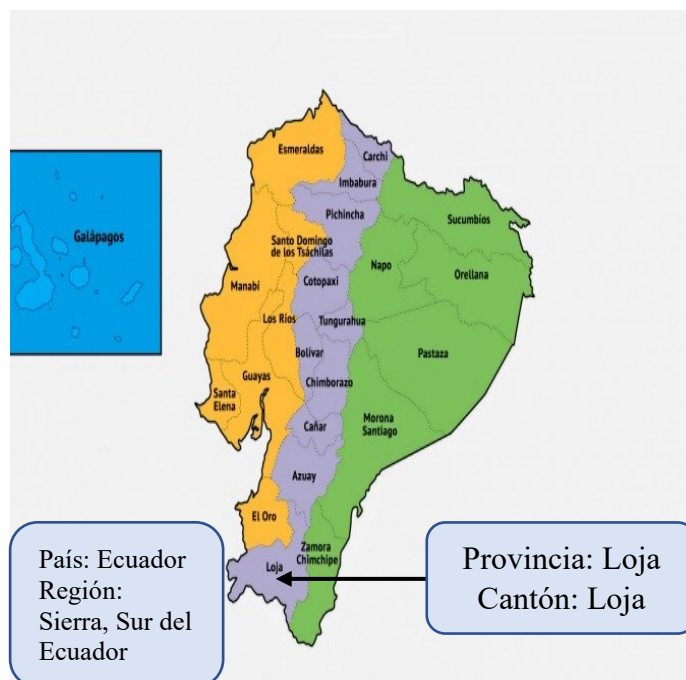 Esmeraldas
Carchi
Imbabura
Pichincha
Sucumbíos
Galápagos
Santo Domingo
de los Tsáchilas
Napo
Orellana
Manabí
Cotopaxi
Los Ríos
Tungurahua
Bolívar
Pastaza
Guayas
Chimborazo
Santa
Elena
Morona
Santiago
Cañar
Azuay
El Oro
Zamora
Chimchipe
Loja
País: Ecuador
Región:
Sierra, Sur del
Ecuador
Provincia: Loja
Cantón: Loja